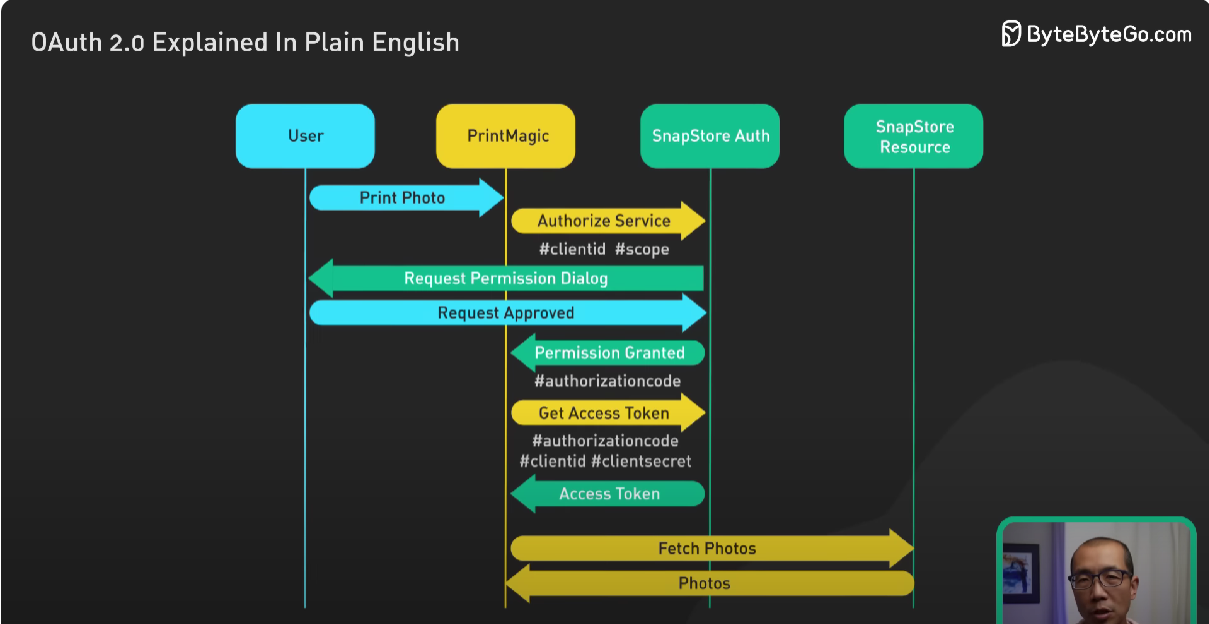 OAuth 2.0 Explained In Plain English
ByteByteGo.com
User
PrintMagic
SnapStore Auth
SnapStore
Resource
Print Photo
Authorize Service
#clientid #scope
Request Permission Dialog
Request Approved
Permission Granted
#authorizationcode
Get Access Token
#authorizationcode
#clientid #clientsecret
Access Token
Fetch Photos
Photos